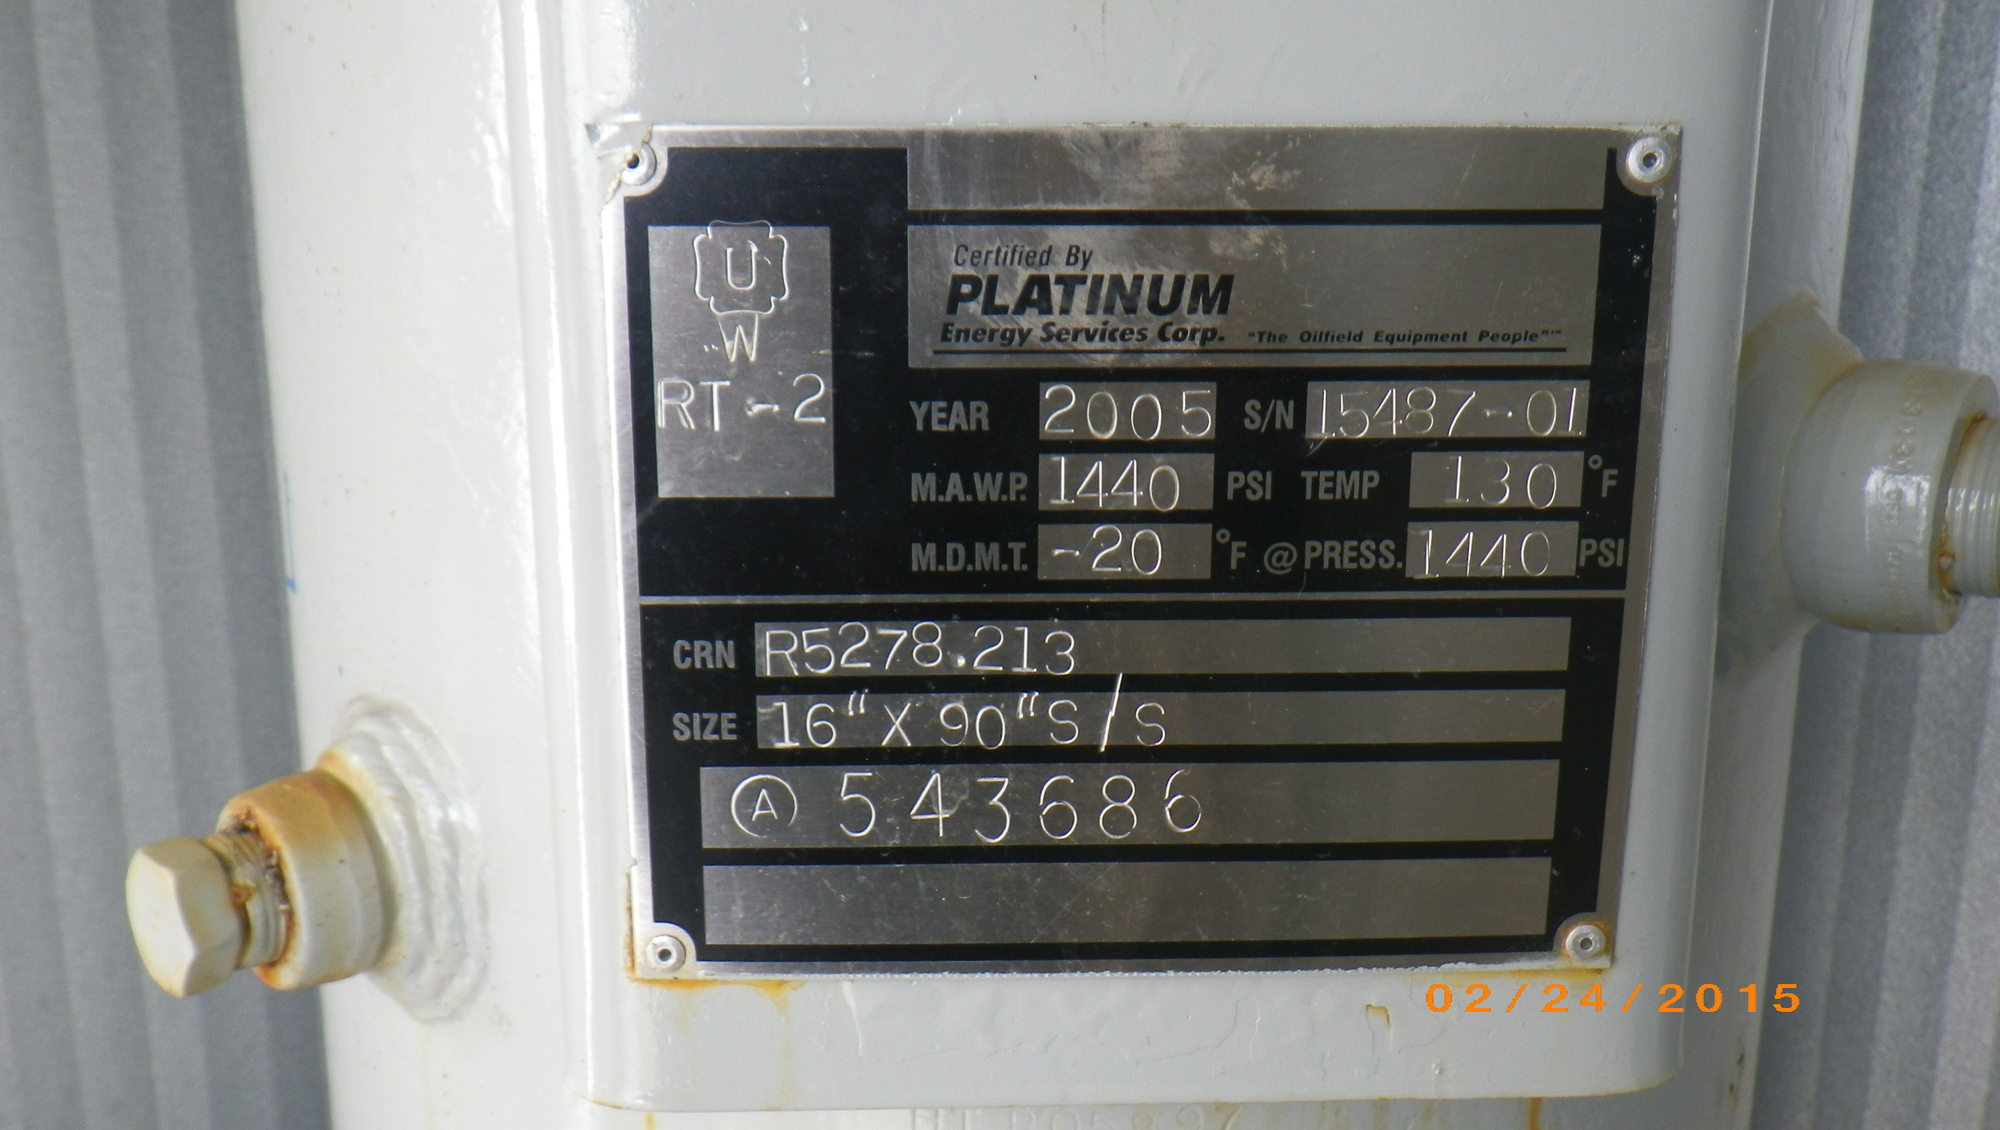 U
W
RT-2
Certified By
PLATINUM
Energy Services Corp. "The Oilfield Equipment People"™
YEAR 2005 S/N 15487-01
M.A.W.P. 1440 PSI TEMP 130 °F
M.D.M.T. -20 °F @ PRESS. 1440 PSI
CRN R5278.213
SIZE 16" X 90" S/S
Ⓐ 543686
02/24/2015